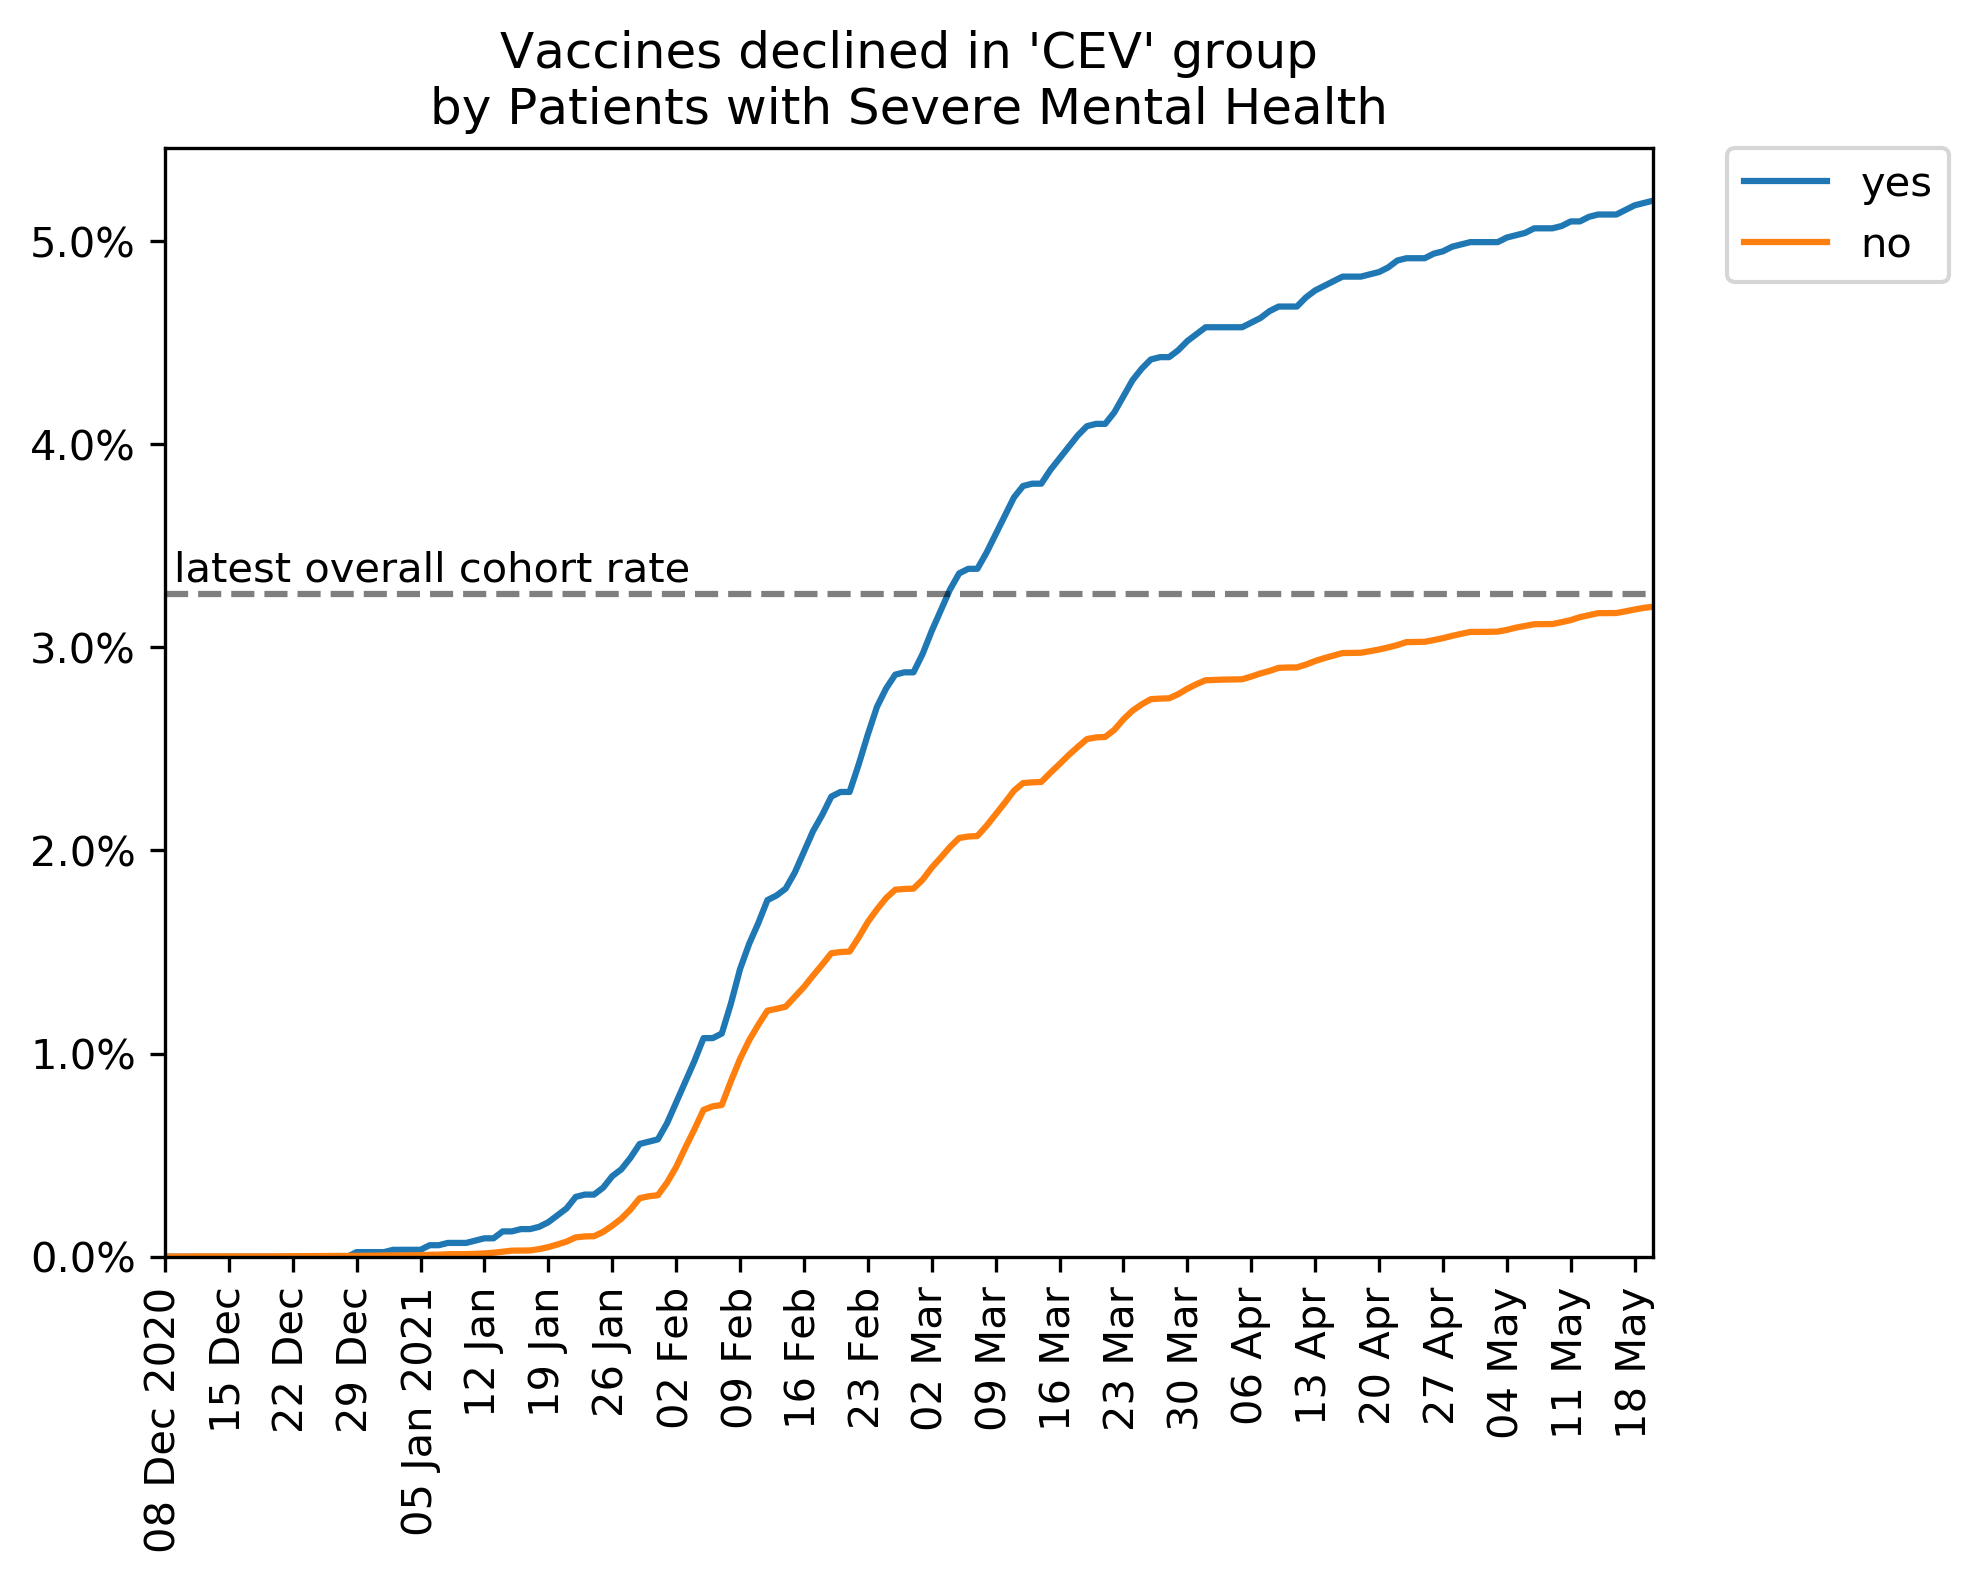 Vaccines declined in 'CEV' group
by Patients with Severe Mental Health
yes
no
5.0%
4.0%
latest overall cohort rate
3.0%
2.0%
1.0%
0.0%
08 Dec 2020
15 Dec
22 Dec
29 Dec
05 Jan 2021
12 Jan
19 Jan
26 Jan
02 Feb
09 Feb
16 Feb
23 Feb
02 Mar
09 Mar
16 Mar
23 Mar
30 Mar
06 Apr
13 Apr
20 Apr
27 Apr
04 May
11 May
18 May